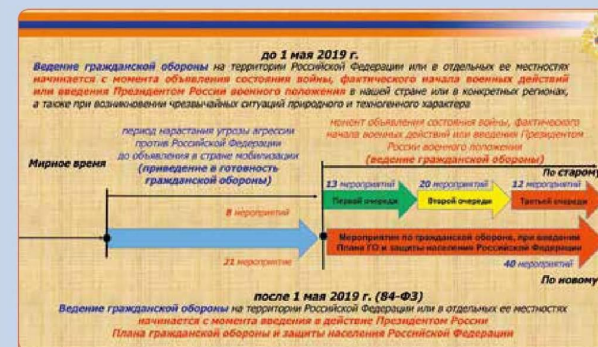 до 1 мая 2019 г.
Ведение гражданской обороны на территории Российской Федерации или в отдельных ее местностях
начинается с момента объявления состояния войны, фактического начала военных действий
или введения Президентом России военного положения в нашей стране или в конкретных регионах,
а также при возникновении чрезвычайных ситуаций природного и техногенного характера
период нарастания угрозы агрессии
против Российской Федерации
до объявления в стране мобилизации
(приведение в готовность
гражданской обороны)
момент объявления состояния войны, фактического
начала военных действий или введения Президентом
России военного положения
(ведение гражданской обороны)
Мирное время
По старому
13 мероприятий
20 мероприятий
12 мероприятий
Первой очереди
Второй очереди
Третьей очереди
8 мероприятий
Мероприятия по гражданской обороне, при введении
Плана ГО и защиты населения Российской Федерации
21 мероприятие
40 мероприятий
По новому
после 1 мая 2019 г. (84-ФЗ)
Ведение гражданской обороны на территории Российской Федерации или в отдельных ее местностях
начинается с момента введения в действие Президентом России
Плана гражданской обороны и защиты населения Российской Федерации